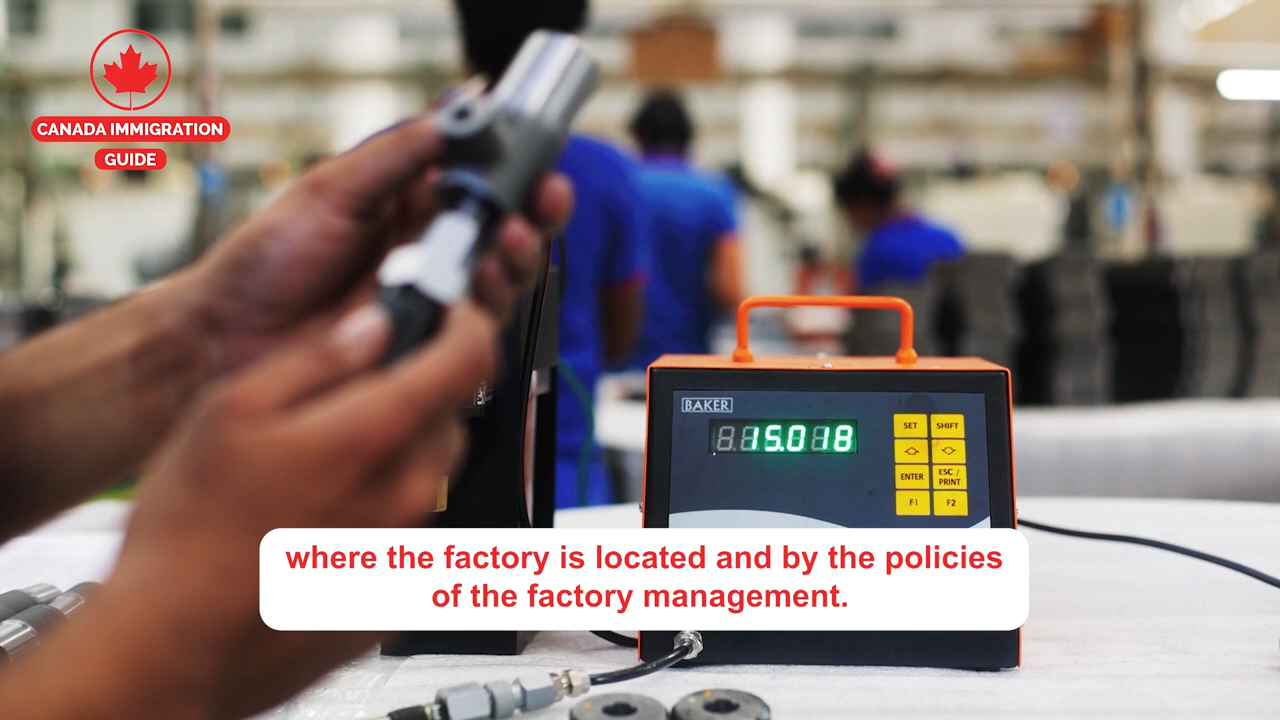 CANADA IMMIGRATION
GUIDE
BAKER
15.018
SET SHIFT
ENTER ESC / PRINT
F1 F2
where the factory is located and by the policies
of the factory management.